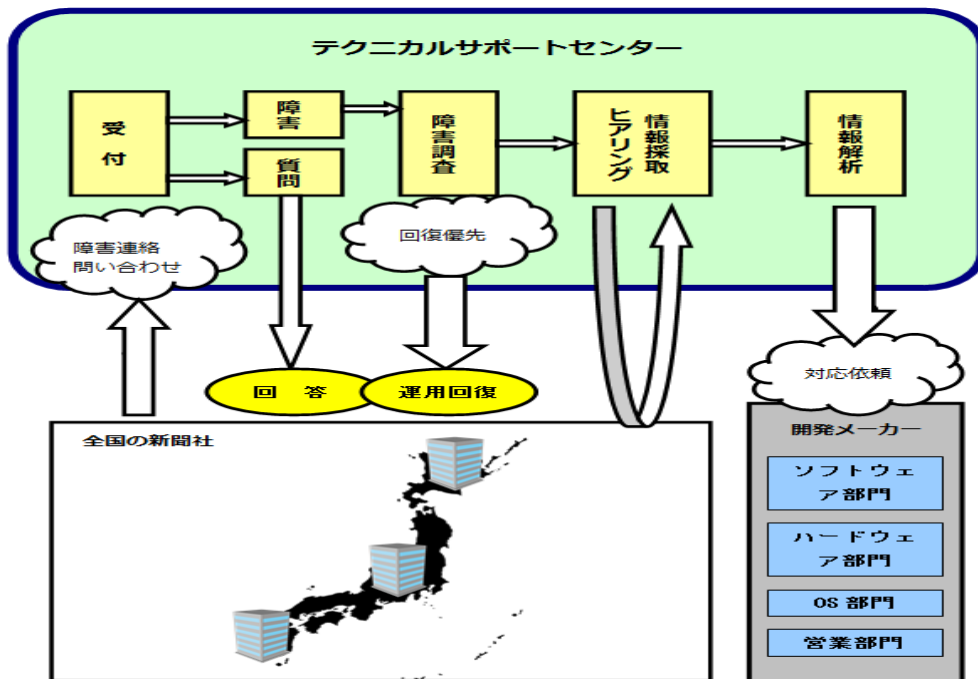 テクニカルサポートセンター
受付
障害
質問
障害調査
情報採取
ヒアリング
情報解析
障害連絡
問い合わせ
回復優先
対応依頼
回 答
運用回復
全国の新聞社
開発メーカー
ソフトウェ
ア部門
ハードウェ
ア部門
OS 部門
営業部門